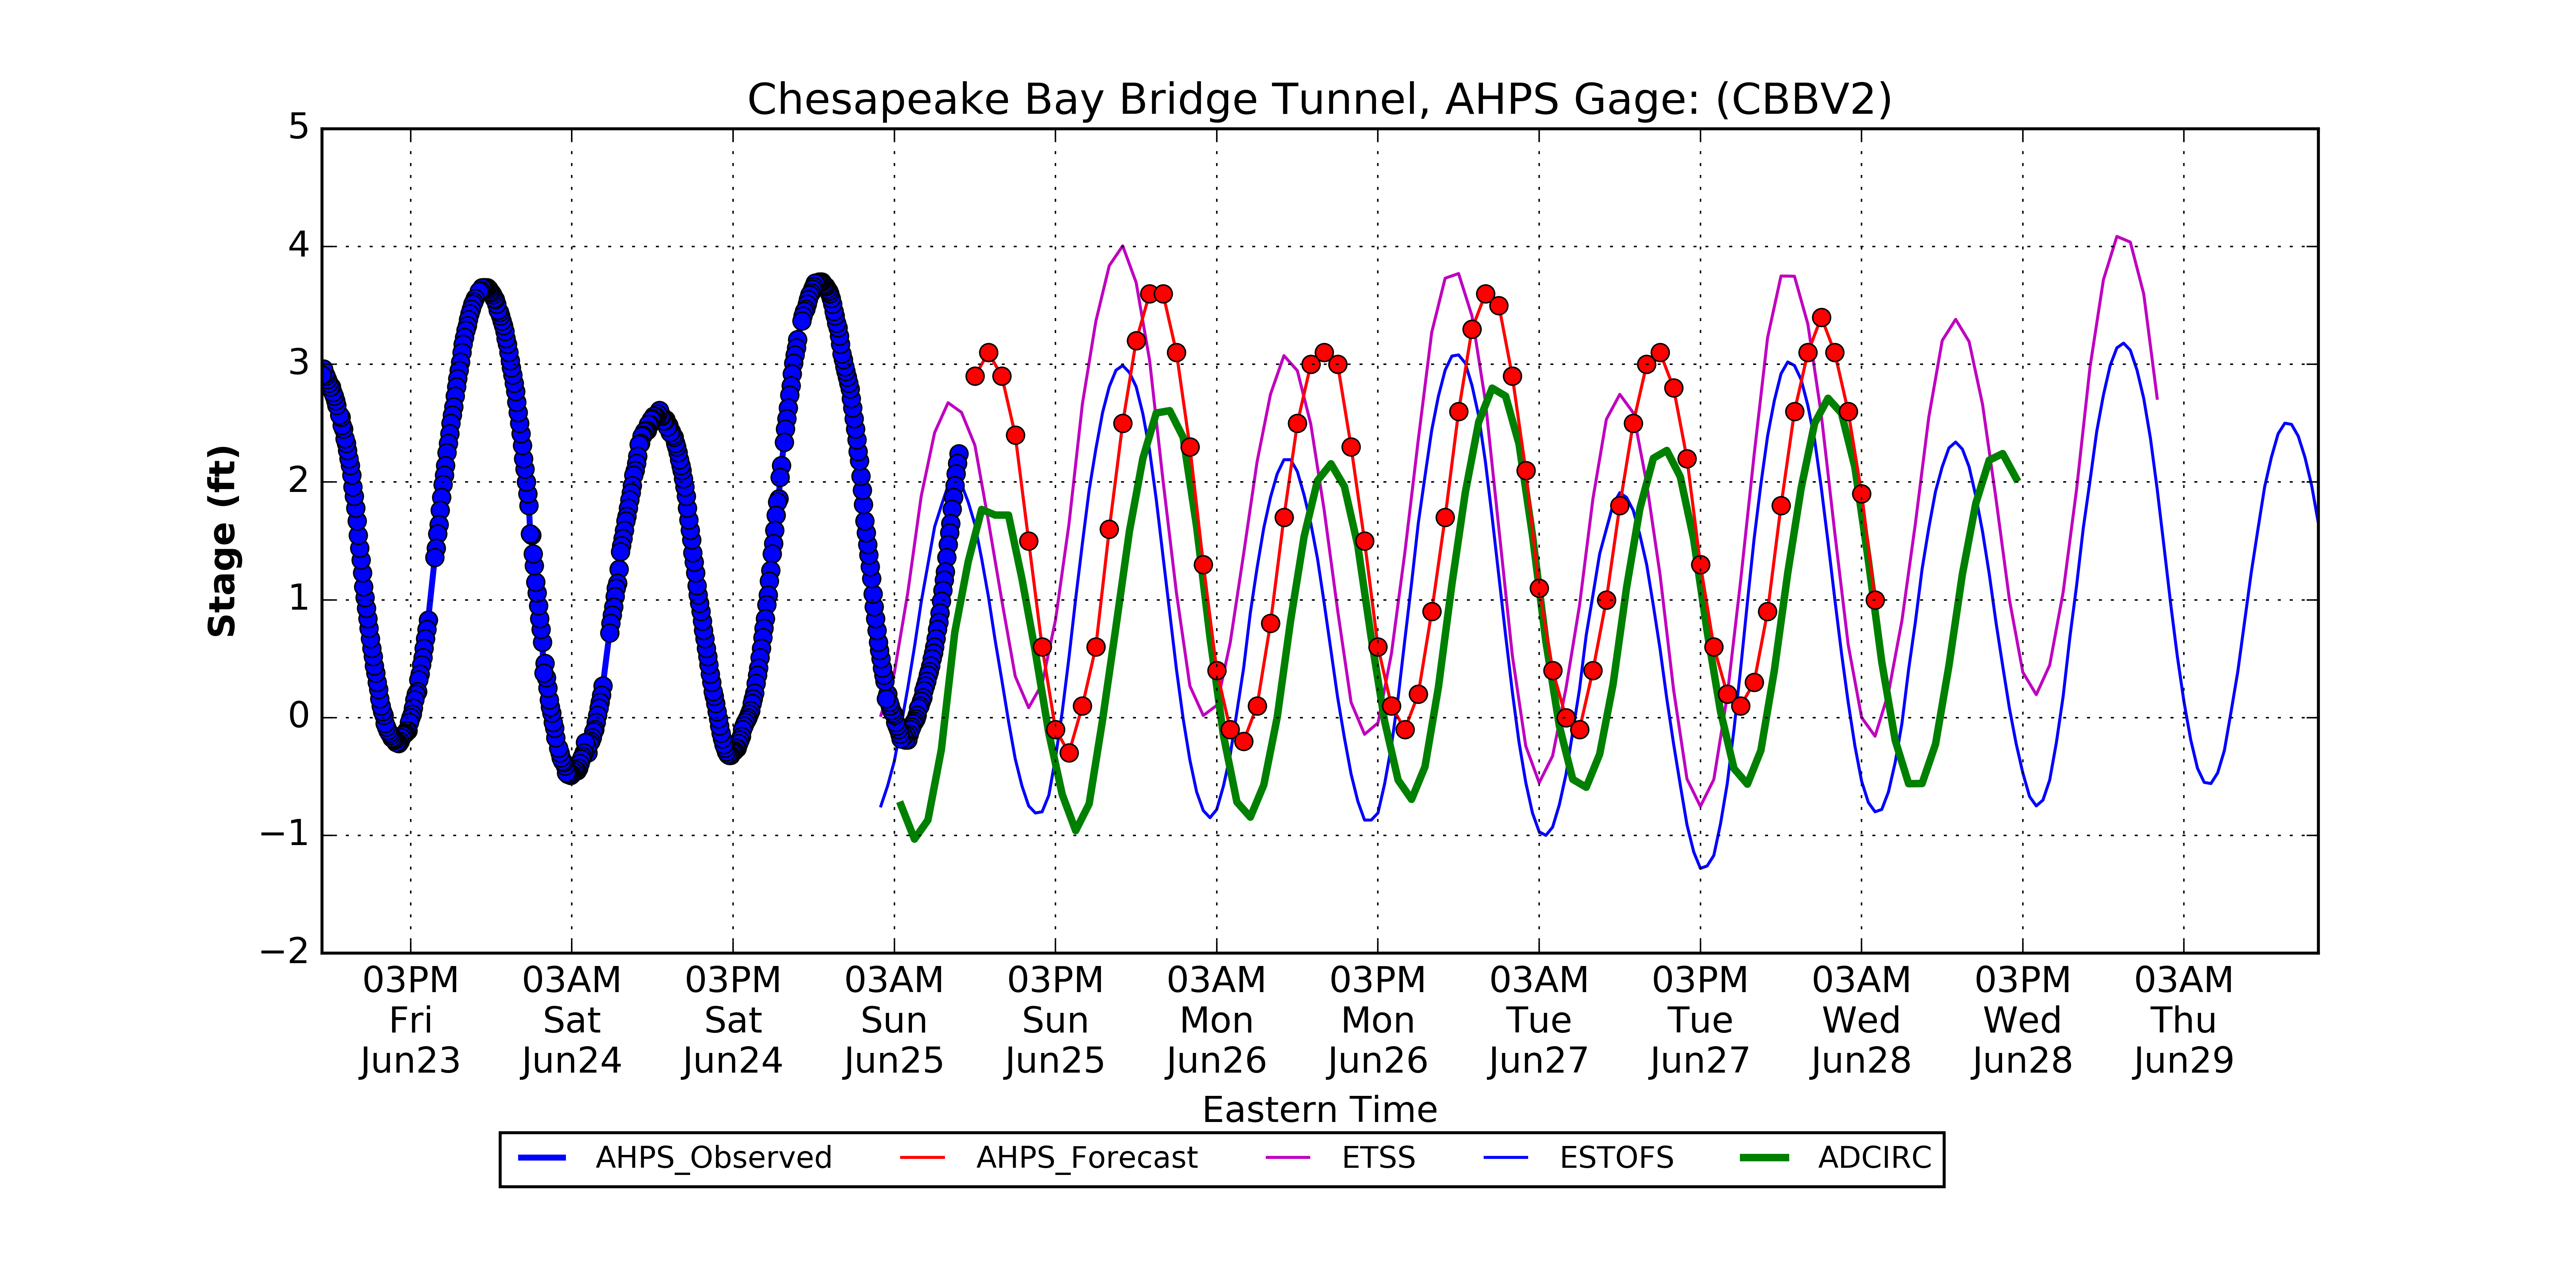 Chesapeake Bay Bridge Tunnel, AHPS Gage: (CBBV2)
5
4
3
2
1
0
−1
−2
Stage (ft)
03PM 03AM 03PM 03AM 03PM 03AM 03PM 03AM 03PM 03AM 03PM 03AM
Fri Sat Sat Sun Sun Mon Mon Tue Tue Wed Wed Thu
Jun23 Jun24 Jun24 Jun25 Jun25 Jun26 Jun26 Jun27 Jun27 Jun28 Jun28 Jun29
Eastern Time
AHPS_Observed AHPS_Forecast ETSS ESTOFS ADCIRC